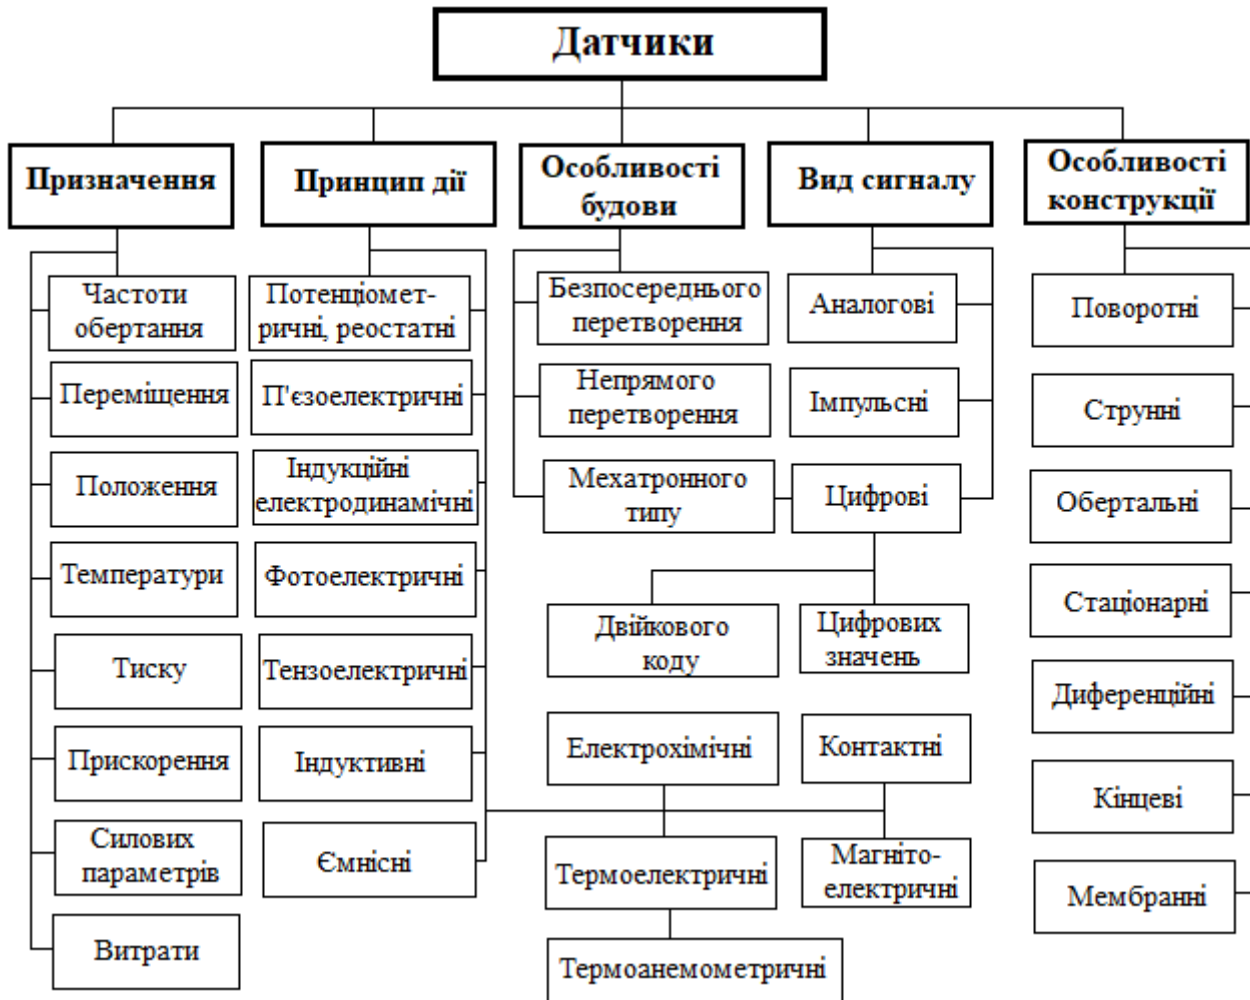 Датчики
Призначення
Принцип дії
Особливості
будови
Вид сигналу
Особливості
конструкції
Частоти
обертання
Переміщення
Положення
Температури
Тиску
Прискорення
Силових
параметрів
Витрати
Потенціомет-
ричні, реостатні
П'єзоелектричні
Індукційні
електродинамічні
Фотоелектричні
Тензоелектричні
Індуктивні
Ємнісні
Безпосереднього
перетворення
Непрямого
перетворення
Мехатронного
типу
Аналогові
Імпульсні
Цифрові
Двійкового
коду
Цифрових
значень
Електрохімічні
Контактні
Термоелектричні
Магніто-
електричні
Термоанемометричні
Поворотні
Струнні
Обертальні
Стаціонарні
Диференційні
Кінцеві
Мембранні